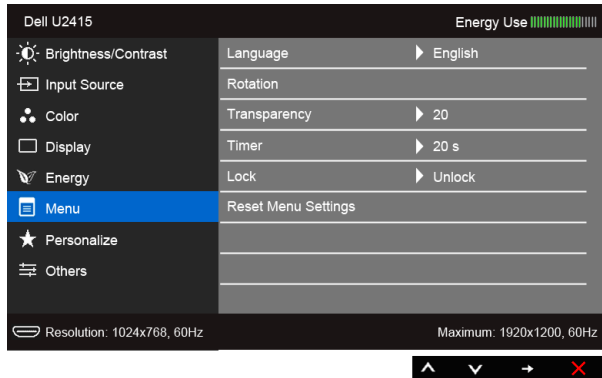 Dell U2415 Energy Use
Brightness/Contrast Language English
Input Source Rotation
Color Transparency 20
Display Timer 20 s
Energy Lock Unlock
Menu Reset Menu Settings
Personalize
Others
Resolution: 1024x768, 60Hz Maximum: 1920x1200, 60Hz